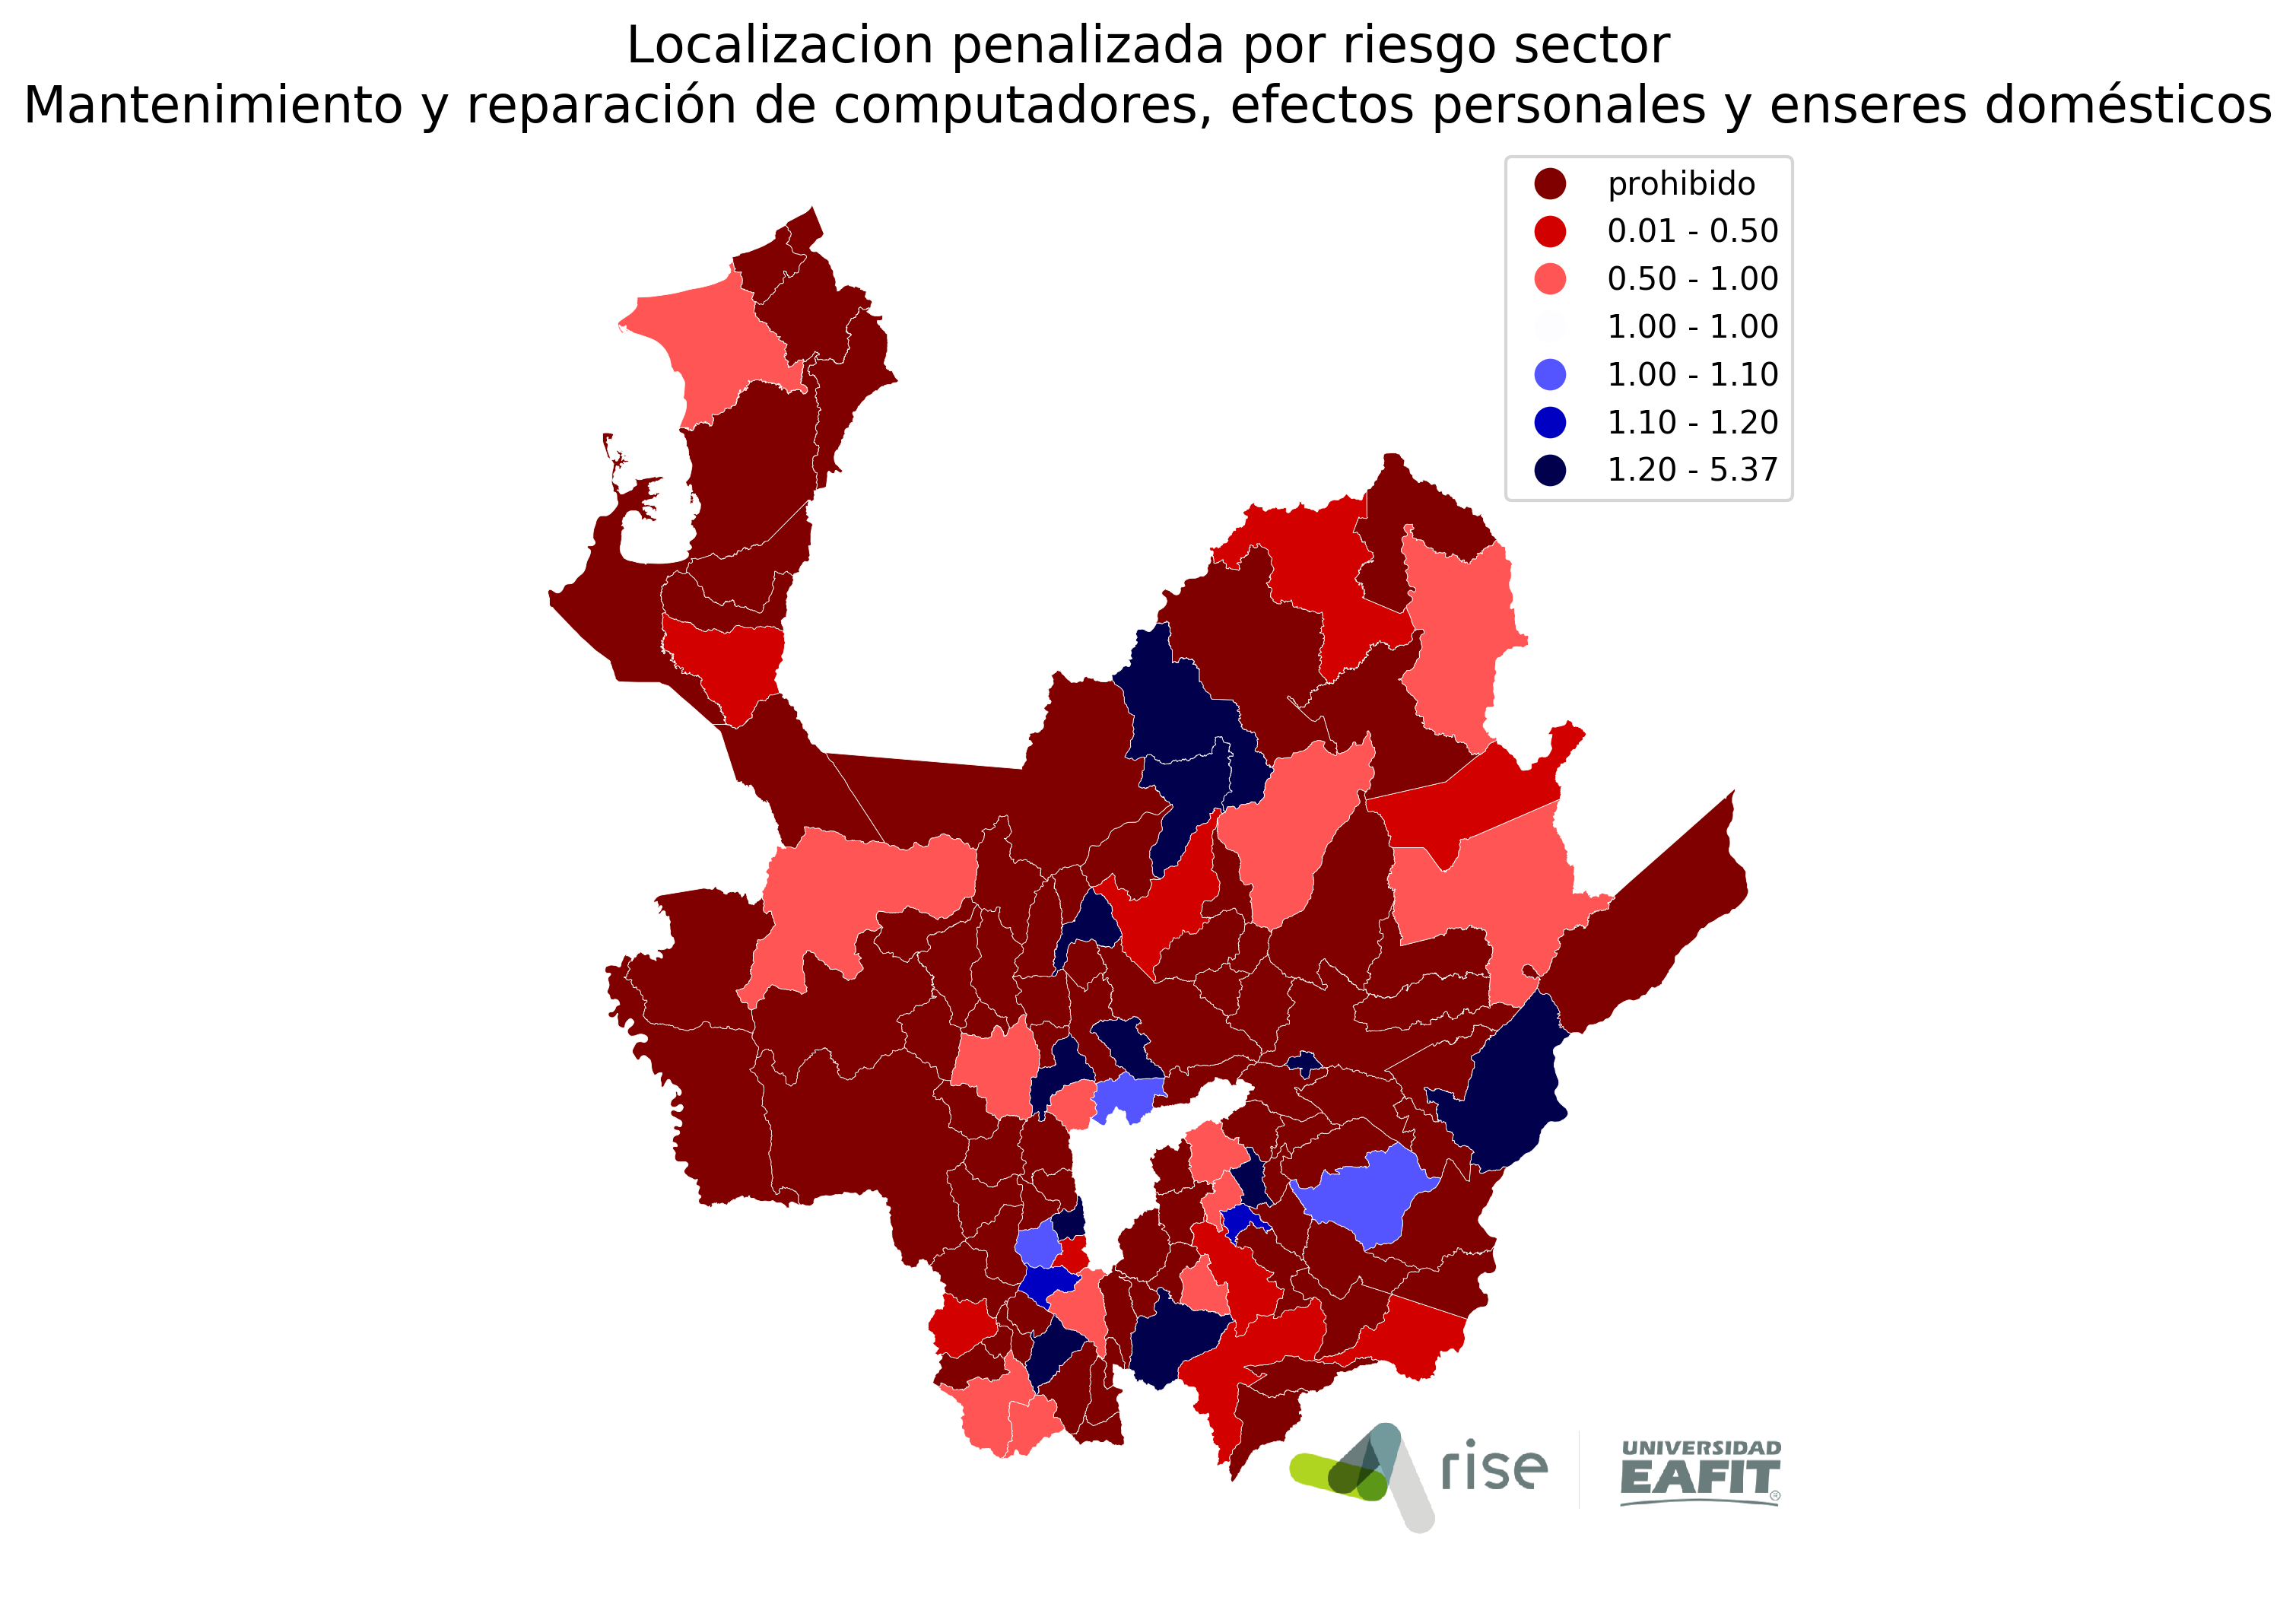 Localizacion penalizada por riesgo sector
Mantenimiento y reparación de computadores, efectos personales y enseres domésticos
prohibido
0.01 - 0.50
0.50 - 1.00
1.00 - 1.00
1.00 - 1.10
1.10 - 1.20
1.20 - 5.37
rise
UNIVERSIDAD
EAFIT
®